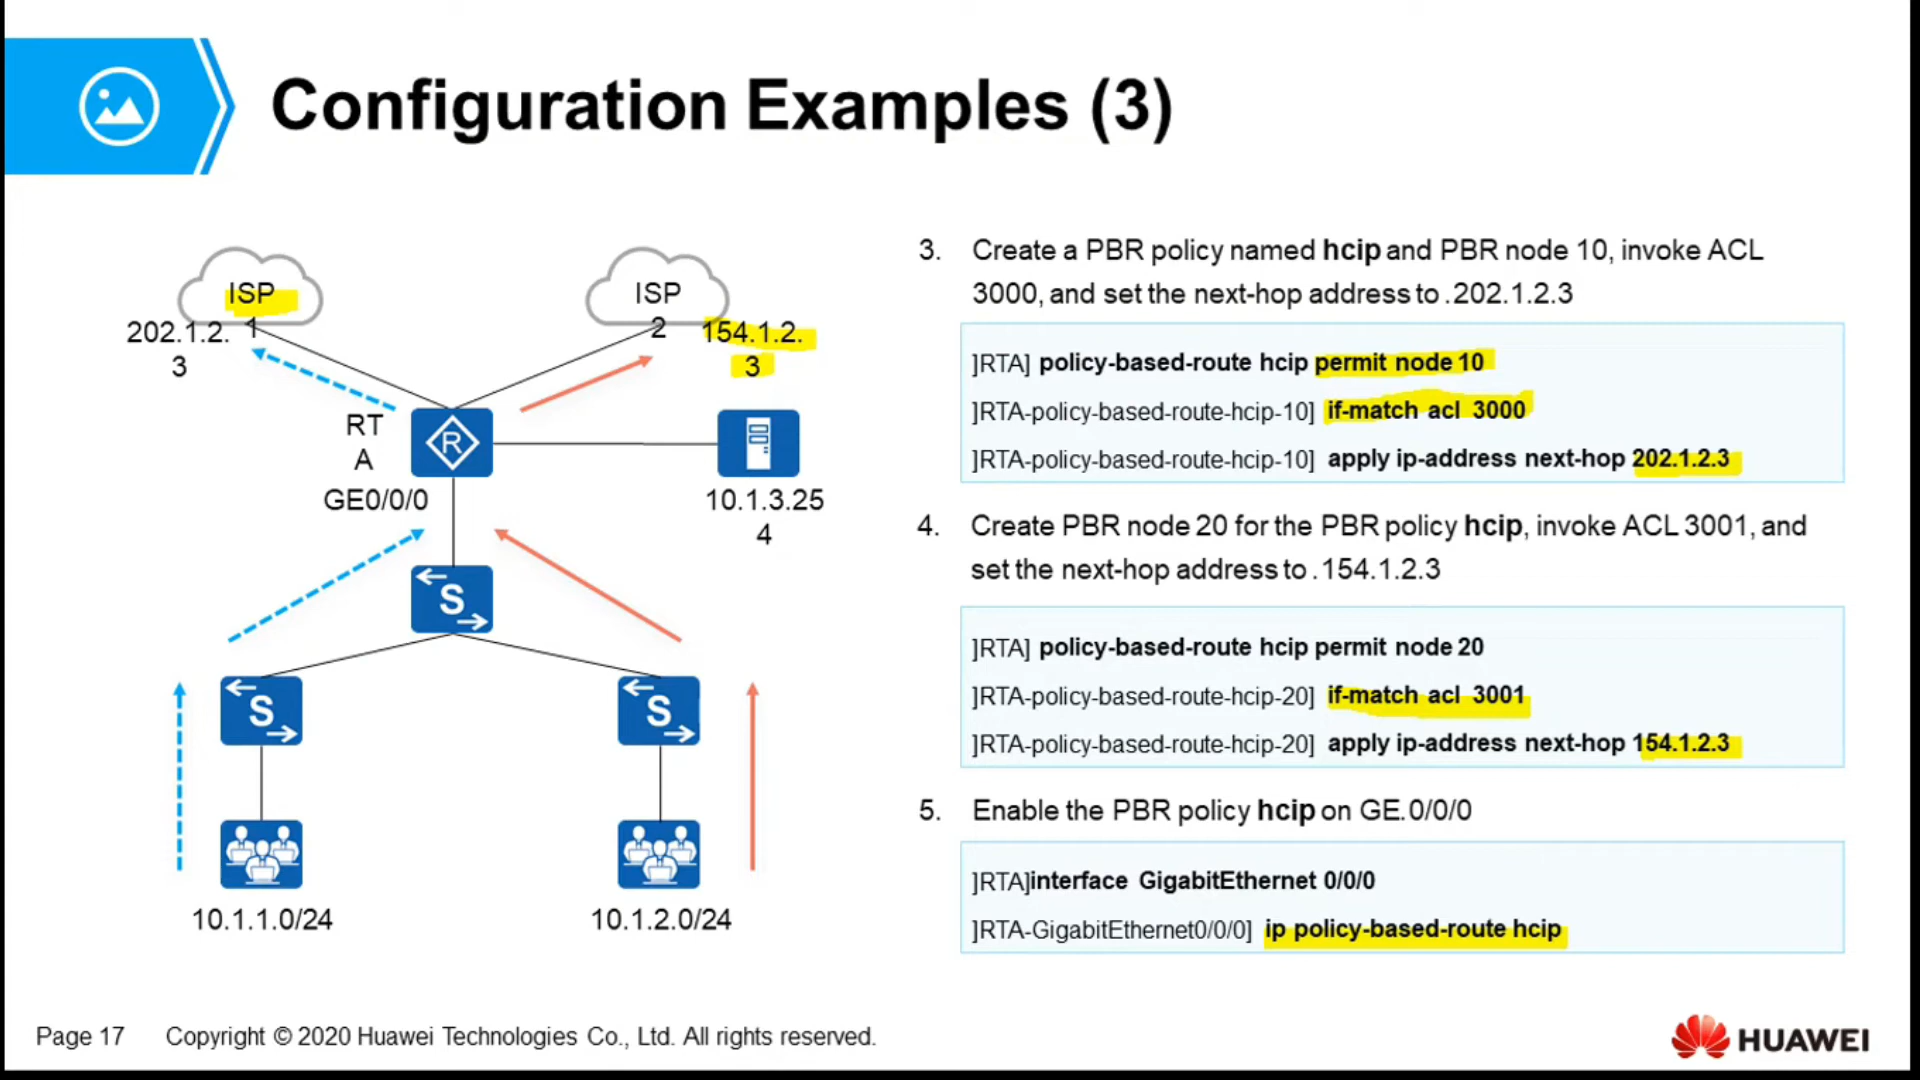 Configuration Examples (3)
ISP
1
202.1.2.
3
ISP
2
154.1.2.
3
RT
A
GE0/0/0
R
10.1.3.25
4
S
S
S
10.1.1.0/24
10.1.2.0/24
3. Create a PBR policy named hcip and PBR node 10, invoke ACL
3000, and set the next-hop address to .202.1.2.3
]RTA] policy-based-route hcip permit node 10
]RTA-policy-based-route-hcip-10] if-match acl 3000
]RTA-policy-based-route-hcip-10] apply ip-address next-hop 202.1.2.3
4. Create PBR node 20 for the PBR policy hcip, invoke ACL 3001, and
set the next-hop address to .154.1.2.3
]RTA] policy-based-route hcip permit node 20
]RTA-policy-based-route-hcip-20] if-match acl 3001
]RTA-policy-based-route-hcip-20] apply ip-address next-hop 154.1.2.3
5. Enable the PBR policy hcip on GE.0/0/0
]RTA]interface GigabitEthernet 0/0/0
]RTA-GigabitEthernet0/0/0] ip policy-based-route hcip
Page 17 Copyright © 2020 Huawei Technologies Co., Ltd. All rights reserved.
HUAWEI